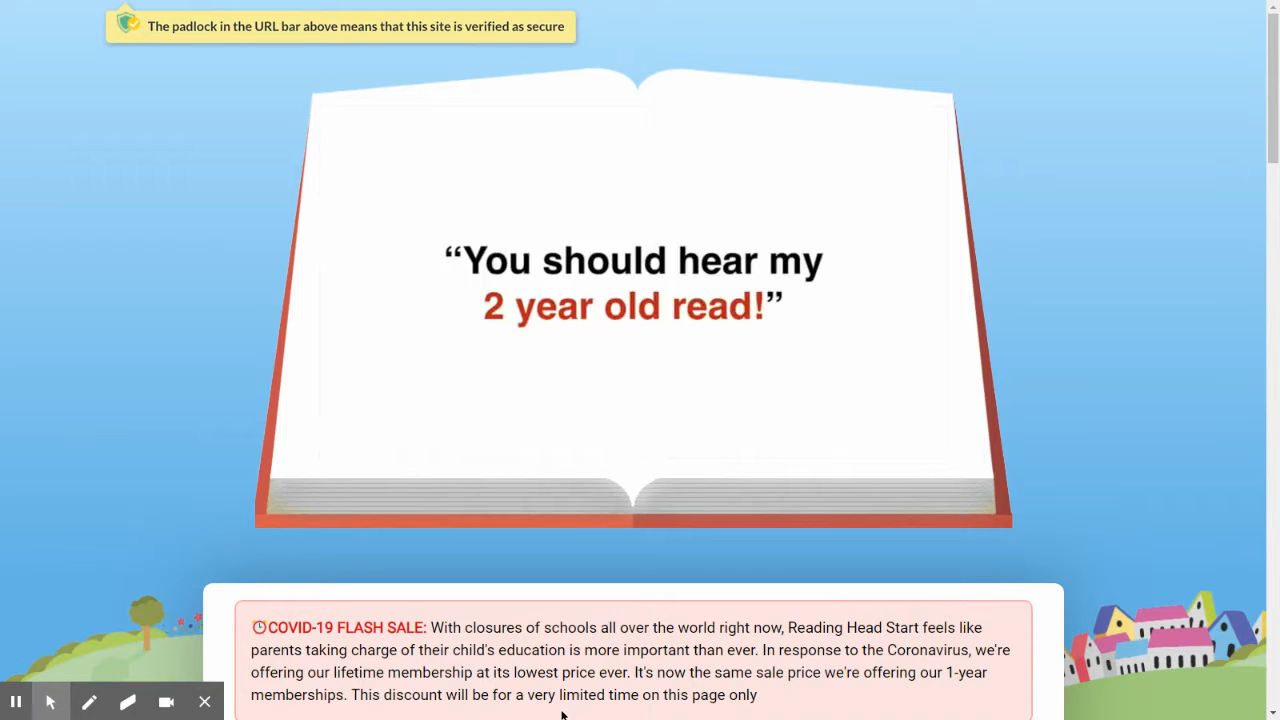 The padlock in the URL bar above means that this site is verified as secure
“You should hear my
2 year old read!”
COVID-19 FLASH SALE: With closures of schools all over the world right now, Reading Head Start feels like
parents taking charge of their child's education is more important than ever. In response to the Coronavirus, we're
offering our lifetime membership at its lowest price ever. It's now the same sale price we're offering our 1-year
memberships. This discount will be for a very limited time on this page only